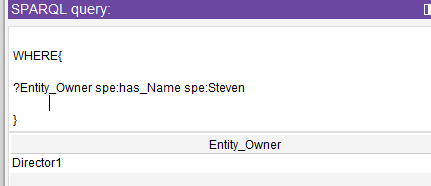 SPARQL query:
WHERE{
?Entity_Owner spe:has_Name spe:Steven
}
Entity_Owner
Director1